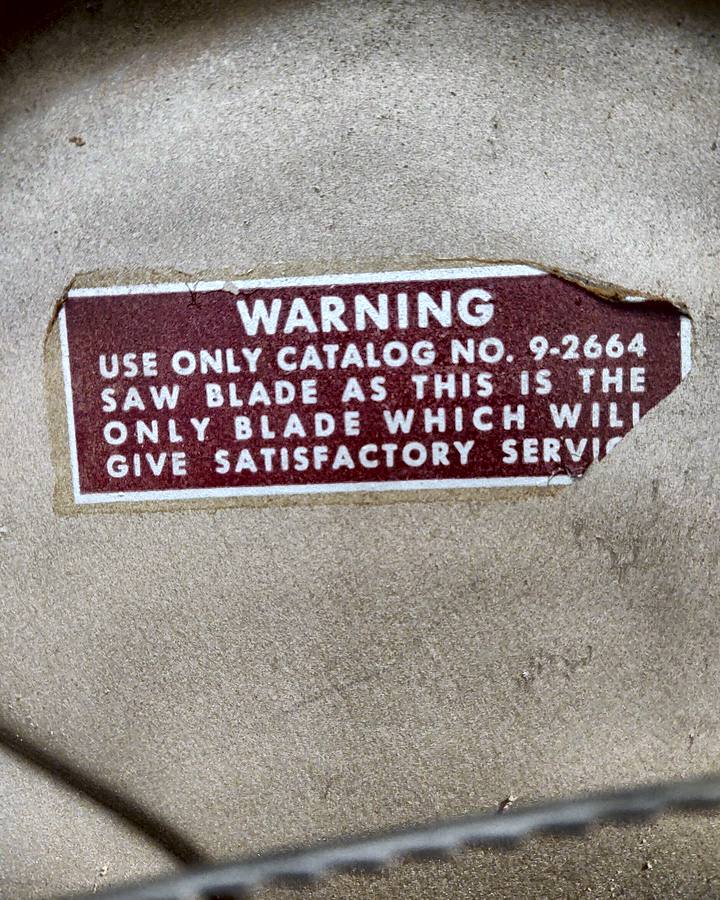 WARNING
USE ONLY CATALOG NO. 9-2664
SAW BLADE AS THIS IS THE
ONLY BLADE WHICH WILL
GIVE SATISFACTORY SERVIC